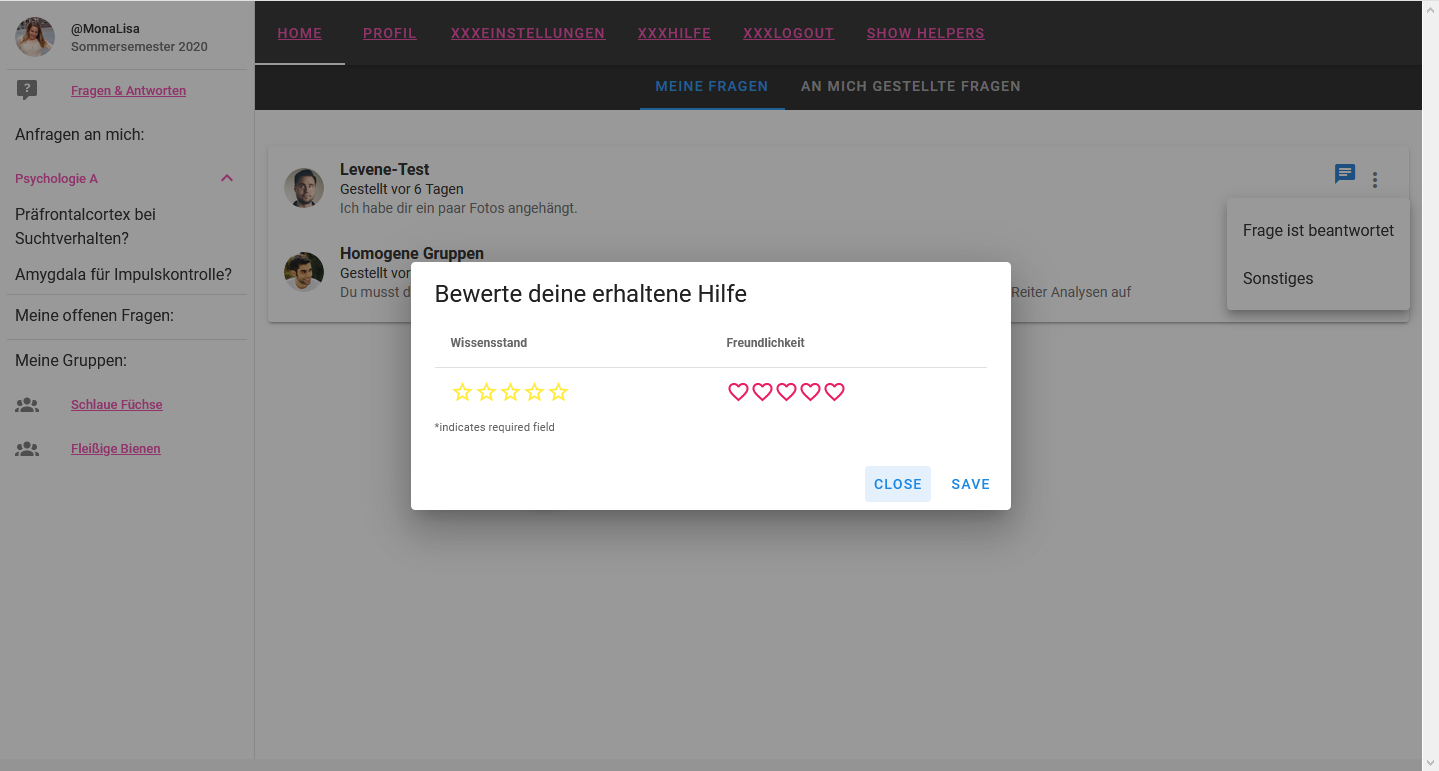 @MonaLisa
Sommersemester 2020
Fragen & Antworten
Anfragen an mich:
Psychologie A
Präfrontalcortex bei
Suchtverhalten?
Amygdala für Impulskontrolle?
Meine offenen Fragen:
Meine Gruppen:
Schlaue Füchse
Fleißige Bienen
HOME PROFIL XXXEINSTELLUNGEN XXXHILFE XXXLOGOUT SHOW HELPERS
MEINE FRAGEN AN MICH GESTELLTE FRAGEN
Levene-Test
Gestellt vor 6 Tagen
Ich habe dir ein paar Fotos angehängt.
Frage ist beantwortet
Sonstiges
Homogene Gruppen
Gestellt vor
Du musst d
Reiter Analysen auf
Bewerte deine erhaltene Hilfe
Wissensstand Freundlichkeit
*indicates required field
CLOSE SAVE